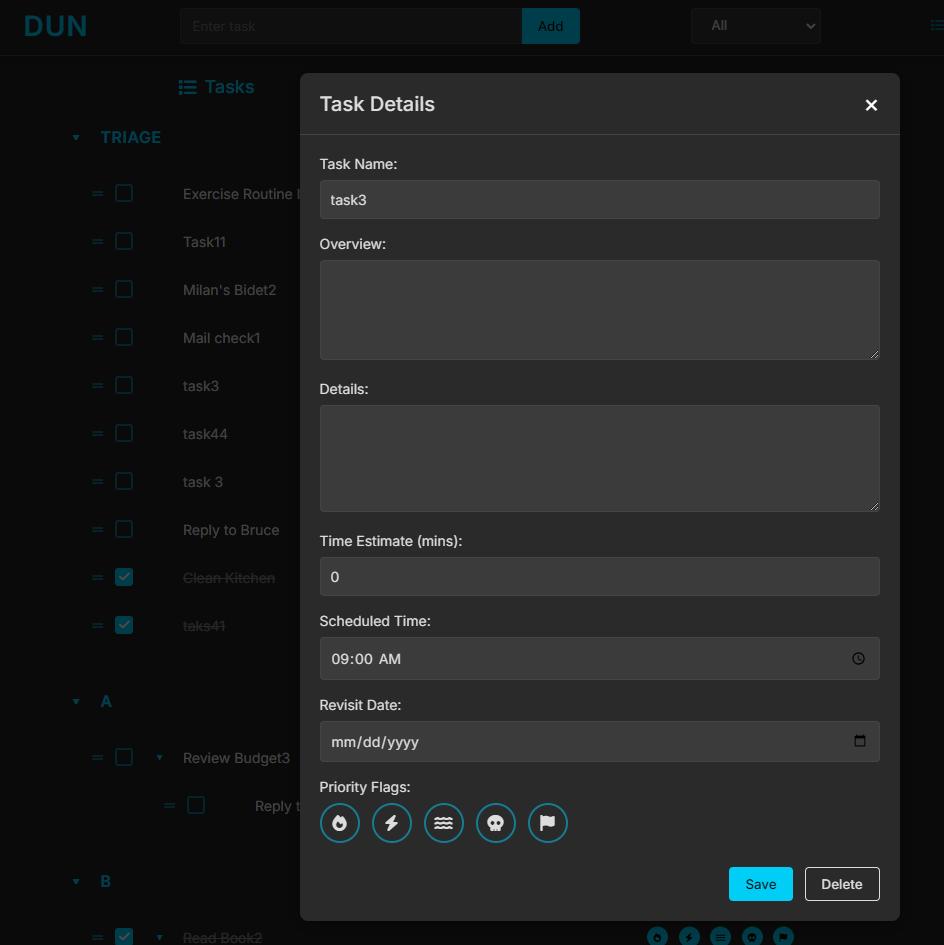 DUN
Enter task
Add
All
Tasks
TRIAGE
Exercise Routine
Task11
Milan's Bidet2
Mail check1
task3
task44
task 3
Reply to Bruce
Clean Kitchen
taks41
A
Review Budget3
Reply t
B
Read Book2
Task Details
Task Name:
task3
Overview:
Details:
Time Estimate (mins):
0
Scheduled Time:
09:00 AM
Revisit Date:
mm/dd/yyyy
Priority Flags:
Save
Delete